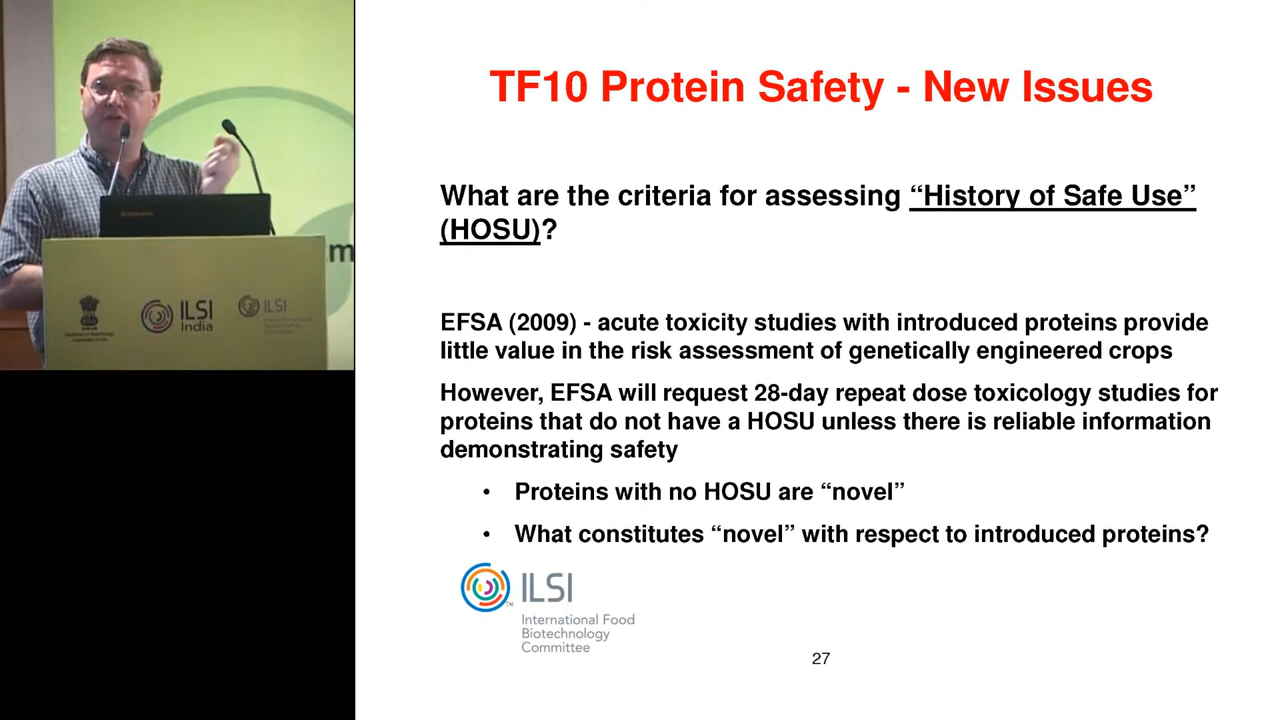 TF10 Protein Safety - New Issues
What are the criteria for assessing “History of Safe Use”
(HOSU)?
EFSA (2009) - acute toxicity studies with introduced proteins provide
little value in the risk assessment of genetically engineered crops
However, EFSA will request 28-day repeat dose toxicology studies for
proteins that do not have a HOSU unless there is reliable information
demonstrating safety
• Proteins with no HOSU are “novel”
• What constitutes “novel” with respect to introduced proteins?
ILSI
TM
International Food
Biotechnology
Committee
27
ILSI
India
ILSI